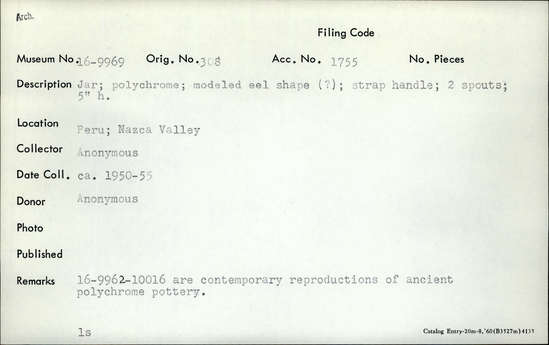 Arch.
Filing Code
Museum No. 16-9969 Orig. No. 308 Acc. No. 1755 No. Pieces
Description Jar; polychrome; modeled eel shape (?); strap handle; 2 spouts;
5" h.
Location Peru; Nazca Valley
Collector Anonymous
Date Coll. ca. 1950-55
Donor Anonymous
Photo
Published
Remarks 16-9962-10016 are contemporary reproductions of ancient
polychrome pottery.
ls
Catalog Entry-20m-8,'60(B3527m)4133